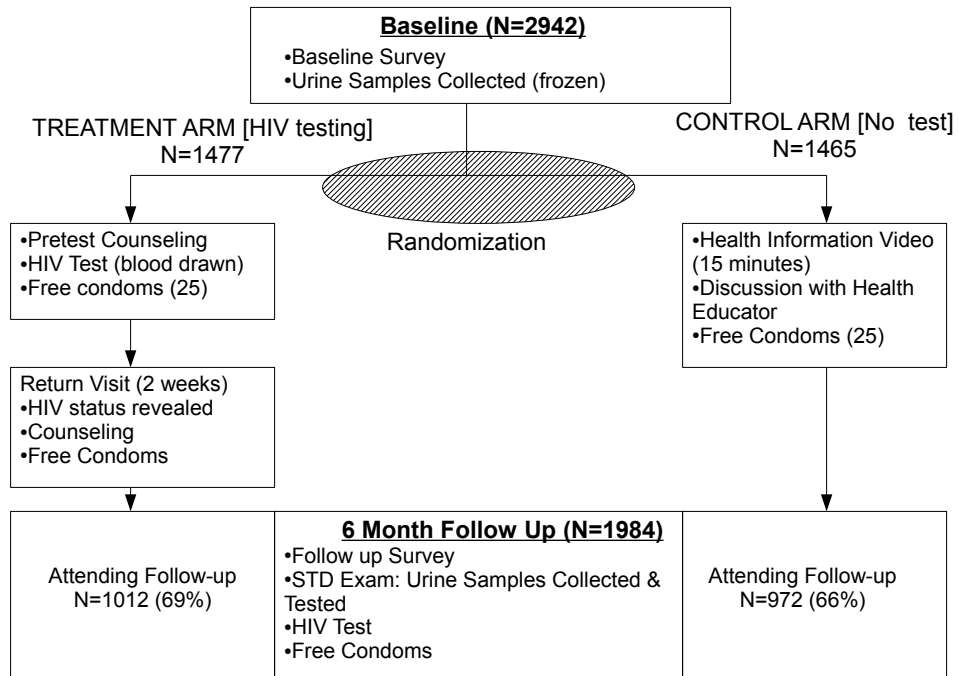 Baseline (N=2942)
•Baseline Survey
•Urine Samples Collected (frozen)
TREATMENT ARM [HIV testing]
N=1477
CONTROL ARM [No  test]
N=1465
Randomization
•Pretest Counseling
•HIV Test (blood drawn)
•Free condoms (25)
•Health Information Video
(15 minutes)
•Discussion with Health
Educator
•Free Condoms (25)
Return Visit (2 weeks)
•HIV status revealed
•Counseling
•Free Condoms
Attending Follow-up
N=1012 (69%)
6 Month Follow Up (N=1984)
•Follow up Survey
•STD Exam: Urine Samples Collected &
Tested
•HIV Test
•Free Condoms
Attending Follow-up
N=972 (66%)